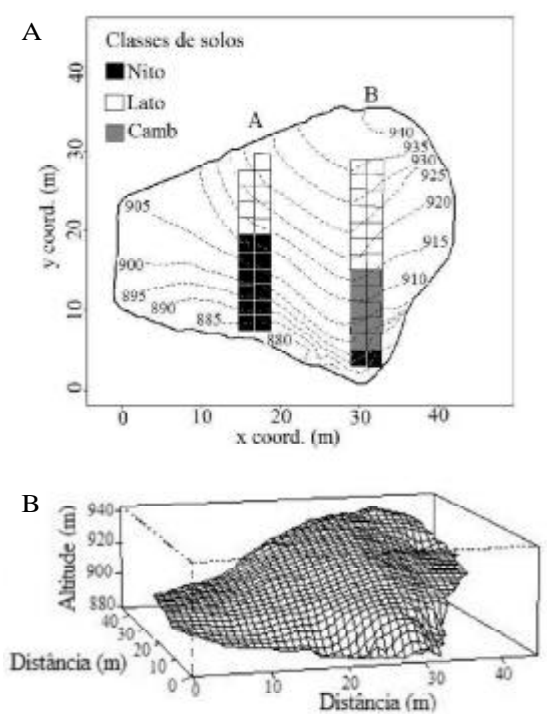 A
Classes de solos
Nito
Lato
Camb
A
B
940
935
930
925
920
915
910
905
900
895
890
885
880
y coord. (m)
40
30
20
10
0
0 10 20 30 40
x coord. (m)
B
Altitude (m)
940
920
900
880
40
30
20
10
0
Distância (m)
0 10 20 30 40
Distância (m)